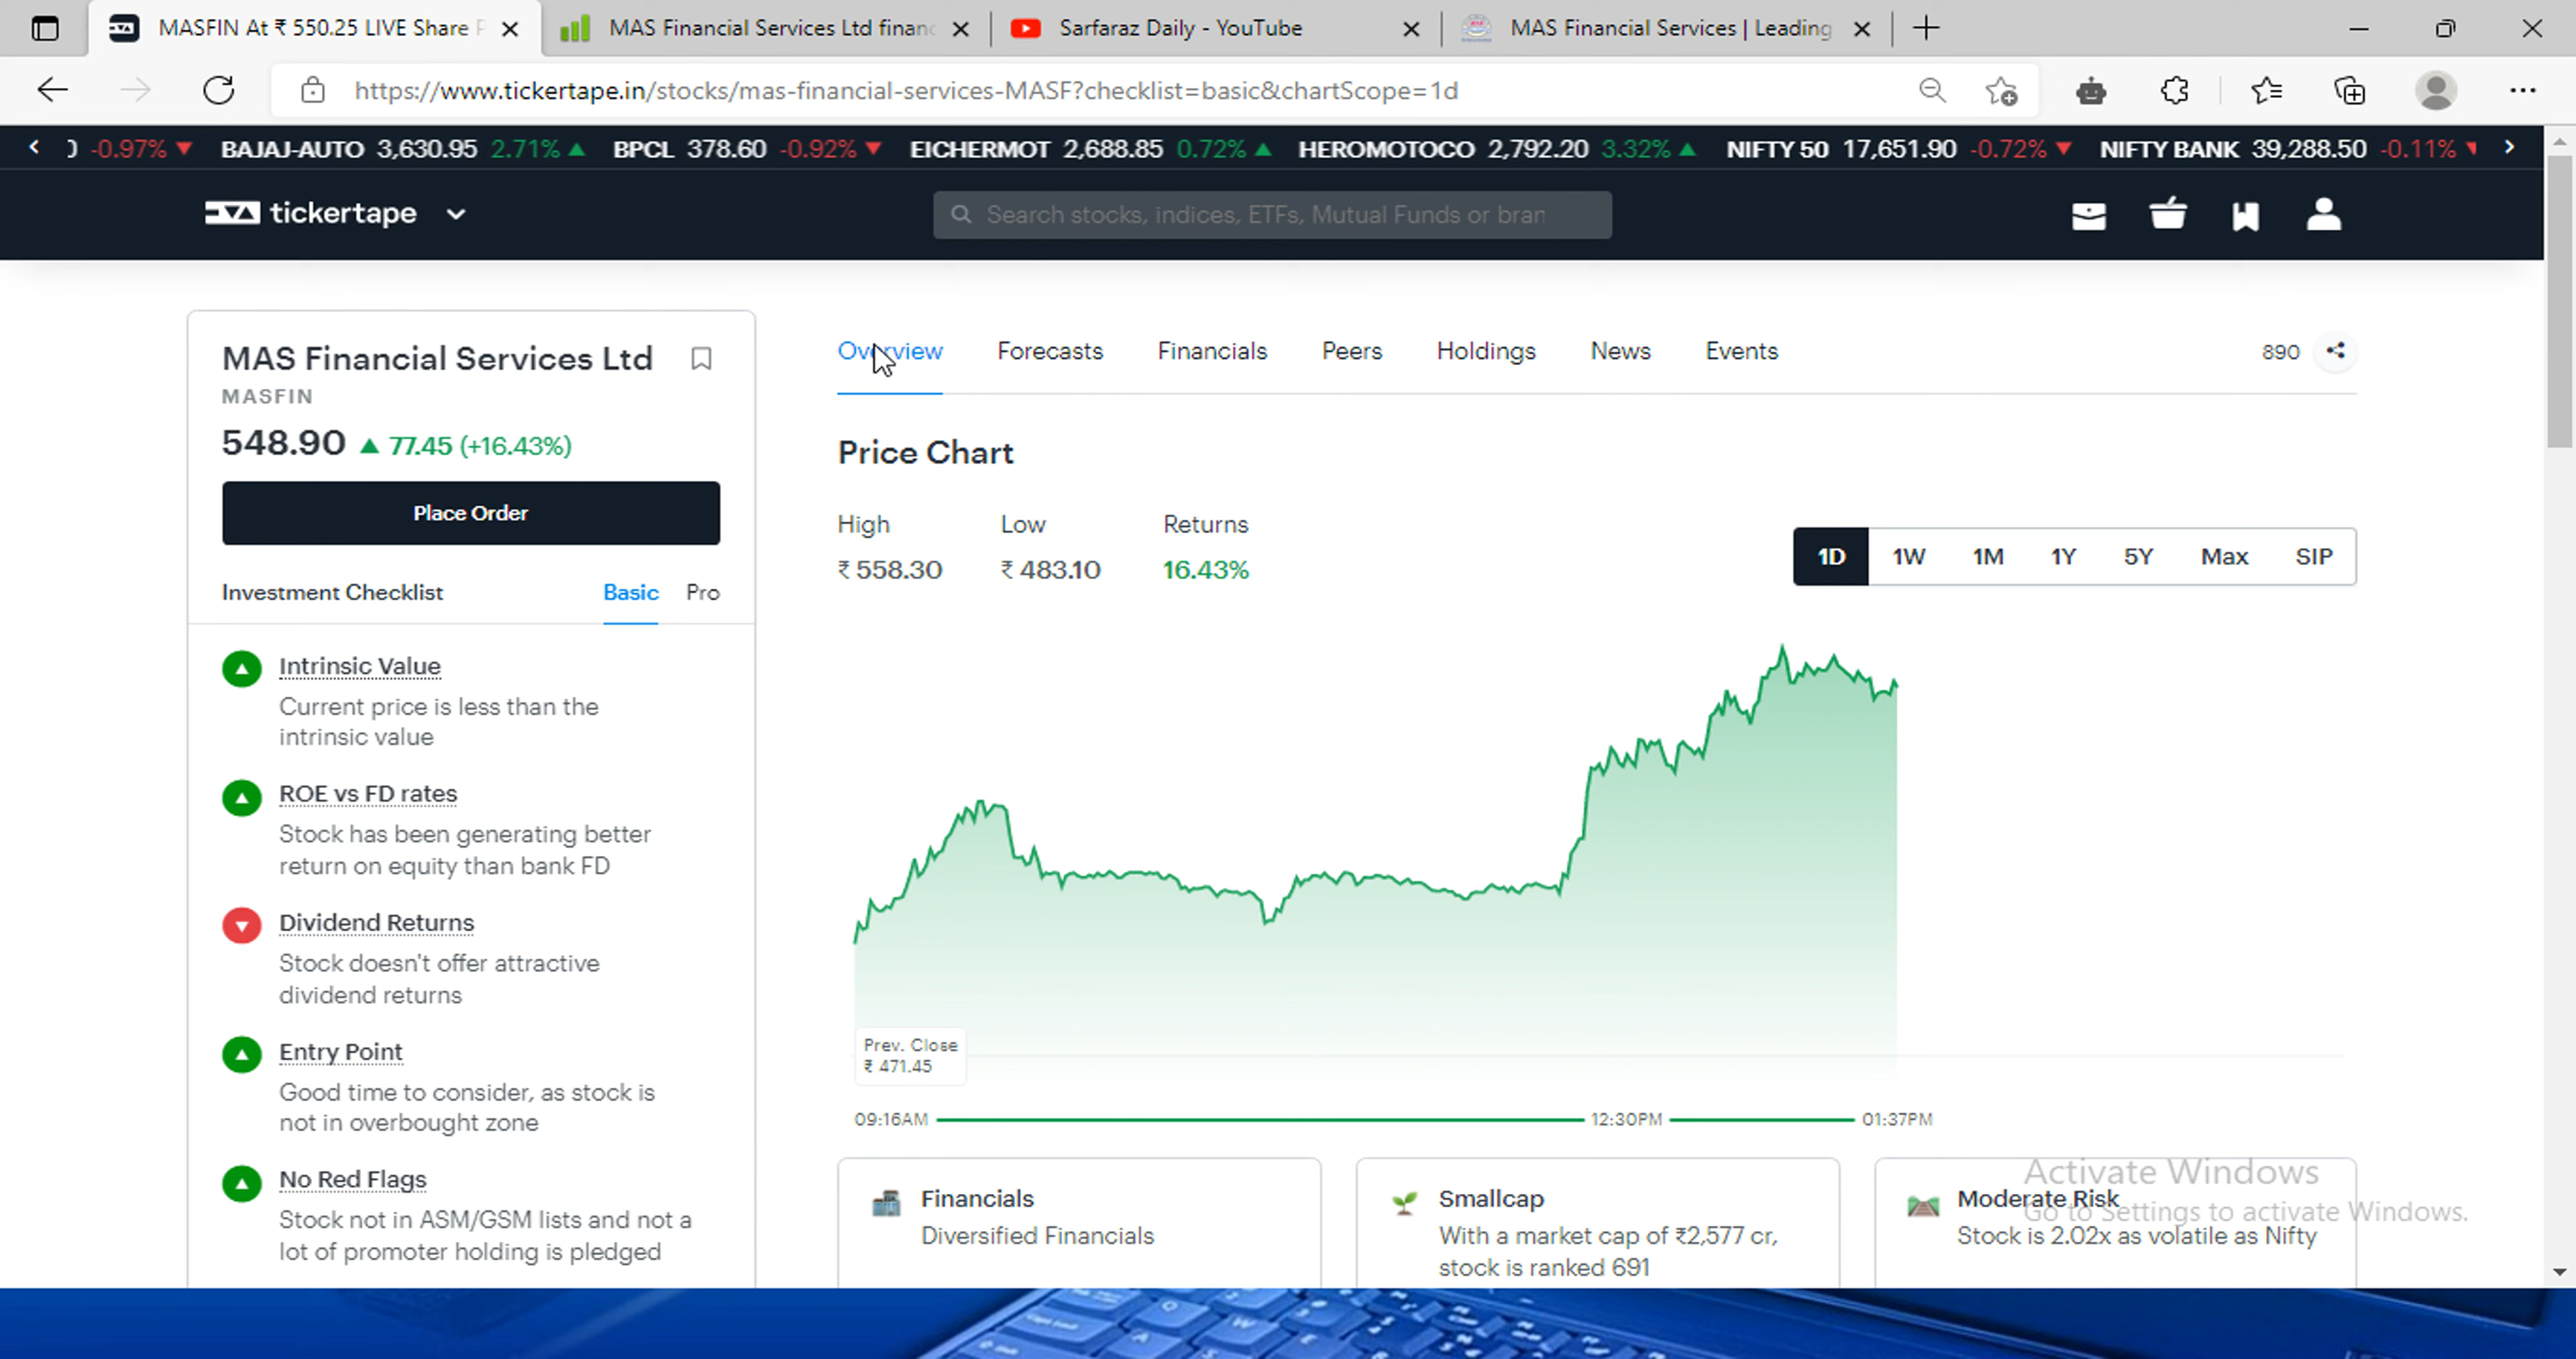 MASFIN At ₹ 550.25 LIVE Share P
MAS Financial Services Ltd financ
Sarfaraz Daily - YouTube
MAS Financial Services | Leading
https://www.tickertape.in/stocks/mas-financial-services-MASF?checklist=basic&chartScope=1d
-0.97% ▼ BAJAJ-AUTO 3,630.95 2.71% ▲ BPCL 378.60 -0.92% ▼ EICHERMOT 2,688.85 0.72% ▲ HEROMOTOCO 2,792.20 3.32% ▲ NIFTY 50 17,651.90 -0.72% ▼ NIFTY BANK 39,288.50 -0.11% ▼
tickertape
Search stocks, indices, ETFs, Mutual Funds or bran
MAS Financial Services Ltd
MASFIN
548.90 ▲ 77.45 (+16.43%)
Place Order
Investment Checklist Basic Pro
Intrinsic Value
Current price is less than the
intrinsic value
ROE vs FD rates
Stock has been generating better
return on equity than bank FD
Dividend Returns
Stock doesn't offer attractive
dividend returns
Entry Point
Good time to consider, as stock is
not in overbought zone
No Red Flags
Stock not in ASM/GSM lists and not a
lot of promoter holding is pledged
Overview Forecasts Financials Peers Holdings News Events 890
Price Chart
High Low Returns
₹ 558.30 ₹ 483.10 16.43%
1D 1W 1M 1Y 5Y Max SIP
Prev. Close
₹ 471.45
09:16AM 12:30PM 01:37PM
Financials
Diversified Financials
Smallcap
With a market cap of ₹2,577 cr,
stock is ranked 691
Moderate Risk
Stock is 2.02x as volatile as Nifty
Activate Windows
Go to Settings to activate Windows.